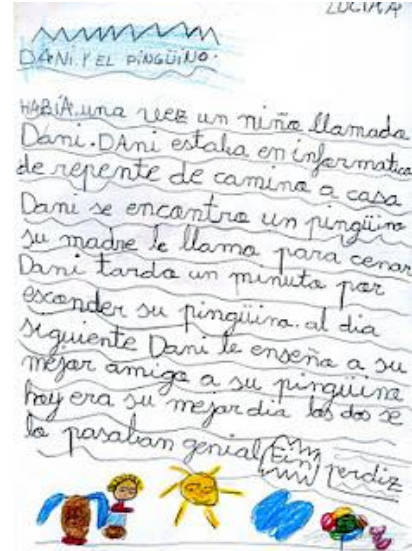 LUCIA A
DANI Y EL PINGÜINO.
HABÍA una vez un niño llamado
Dani. DAni estaba en informatica
de repente de camino a casa
Dani se encontro un pingüino
su madre le llamo para cenar
Dani tardo un minuto por
esconder su pingüino. al dia
siguiente Dani le enseño a su
mejor amigo a su pingüino
hoy era su mejor dia los dos se
lo pasaban genial Fin perdiz